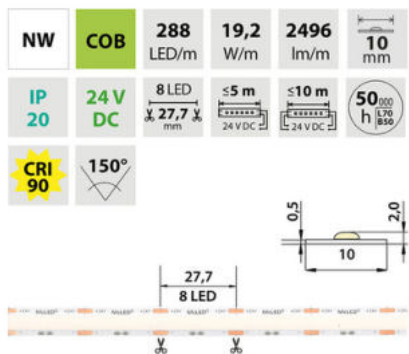 NW
COB
288
LED/m
19,2
W/m
2496
lm/m
10
mm
IP
20
24 V
DC
8 LED
27,7
mm
≤5 m
24 V DC
≤10 m
24 V DC
50 000
h
L70
B50
CRI
90
150°
0,5
2,0
10
27,7
8 LED